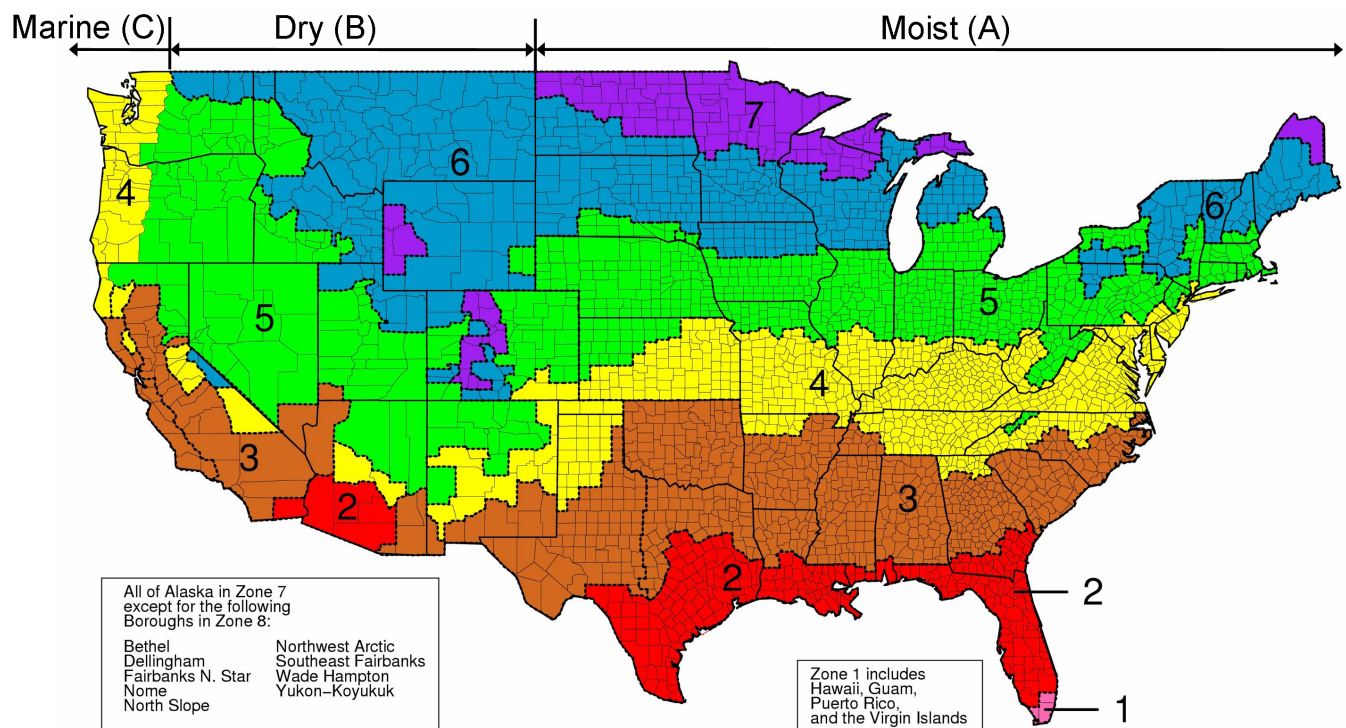 Marine (C)
Dry (B)
Moist (A)
7
6
4
6
5
5
4
3
3
2
2
2
1
All of Alaska in Zone 7
except for the following
Boroughs in Zone 8:
Bethel
Dellingham
Fairbanks N. Star
Nome
North Slope
Northwest Arctic
Southeast Fairbanks
Wade Hampton
Yukon-Koyukuk
Zone 1 includes
Hawaii, Guam,
Puerto Rico,
and the Virgin Islands